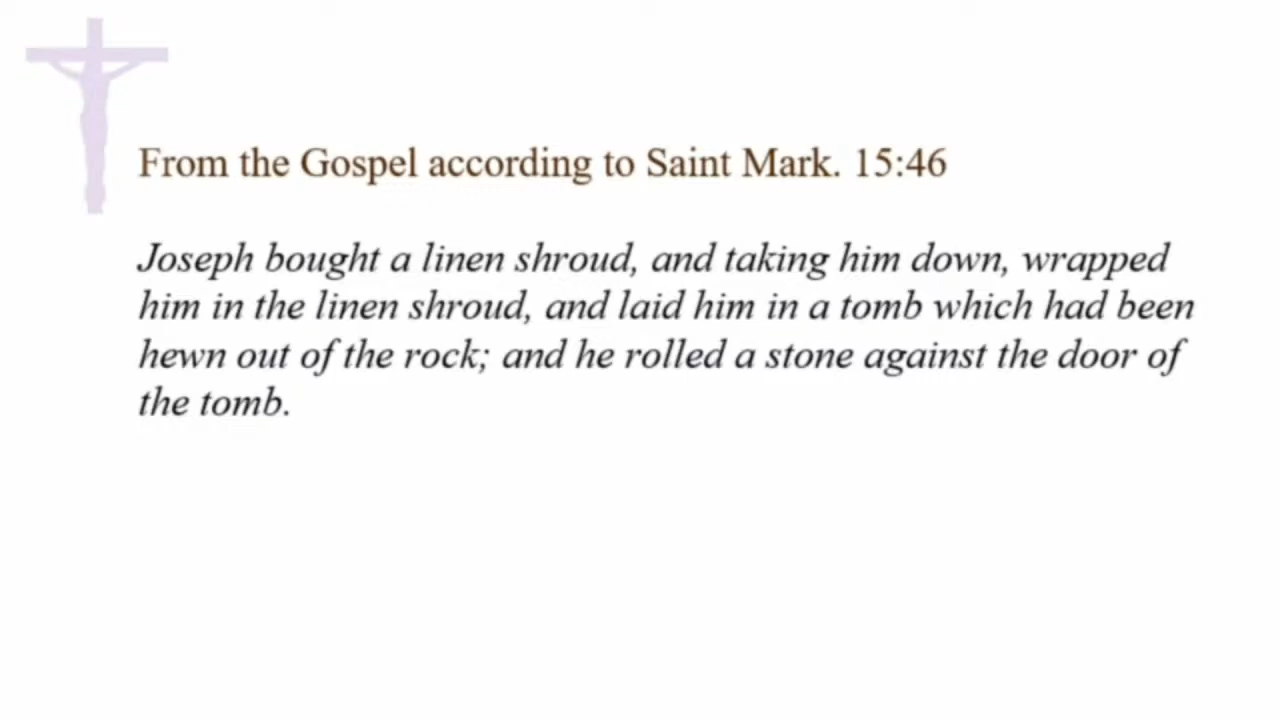 From the Gospel according to Saint Mark. 15:46
Joseph bought a linen shroud, and taking him down, wrapped
him in the linen shroud, and laid him in a tomb which had been
hewn out of the rock; and he rolled a stone against the door of
the tomb.